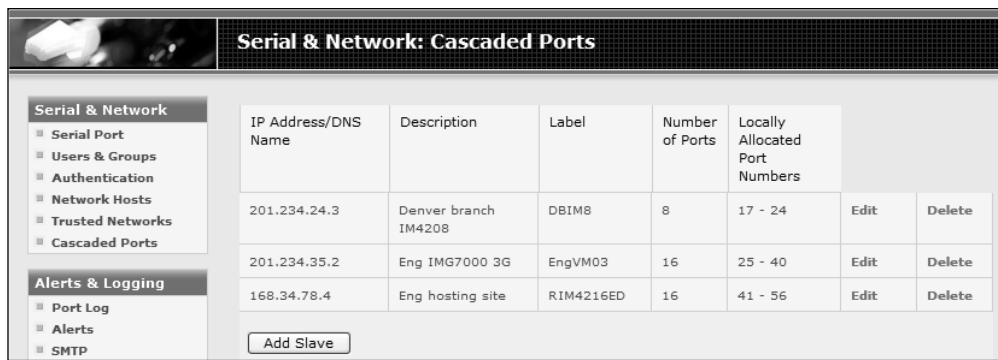 Serial & Network: Cascaded Ports
Serial & Network
Serial Port
Users & Groups
Authentication
Network Hosts
Trusted Networks
Cascaded Ports
Alerts & Logging
Port Log
Alerts
SMTP
IP Address/DNS Name Description Label Number of Ports Locally Allocated Port Numbers
201.234.24.3 Denver branch IM4208 DBIM8 8 17 - 24 Edit Delete
201.234.35.2 Eng IMG7000 3G EngVM03 16 25 - 40 Edit Delete
168.34.78.4 Eng hosting site RIM4216ED 16 41 - 56 Edit Delete
Add Slave